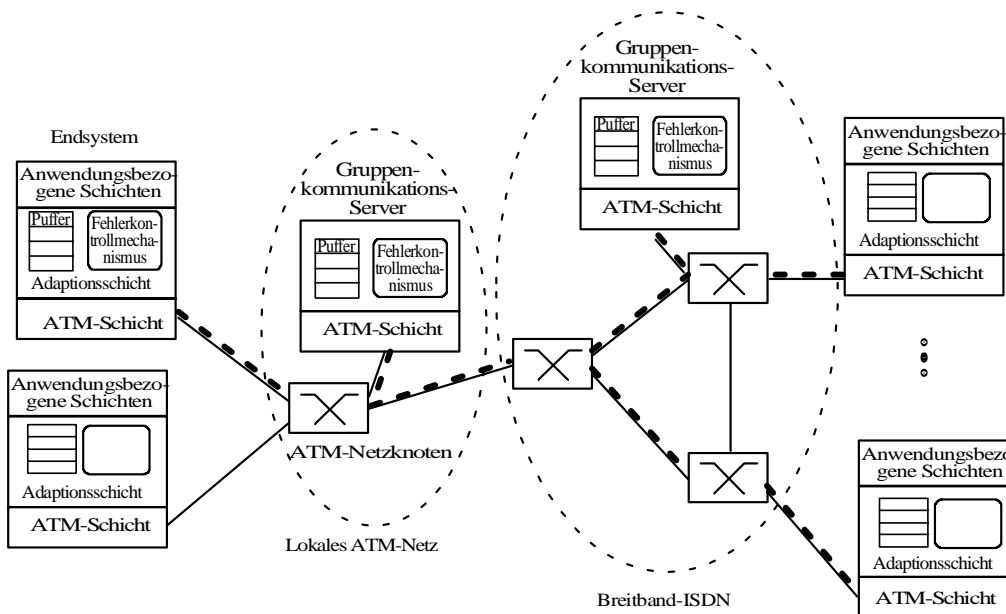 Endsystem
Anwendungsbezo-
gene Schichten
Puffer
Fehlerkon-
trollmecha-
nismus
Adaptionsschicht
ATM-Schicht
Anwendungsbezo-
gene Schichten
Adaptionsschicht
ATM-Schicht
Gruppen-
kommunikations-
Server
Puffer
Fehlerkon-
trollmecha-
nismus
ATM-Schicht
ATM-Netzknoten
Lokales ATM-Netz
Gruppen-
kommunikations-
Server
Puffer
Fehlerkon-
trollmecha-
nismus
ATM-Schicht
Breitband-ISDN
Anwendungsbezo-
gene Schichten
Adaptionsschicht
ATM-Schicht
Anwendungsbezo-
gene Schichten
Adaptionsschicht
ATM-Schicht